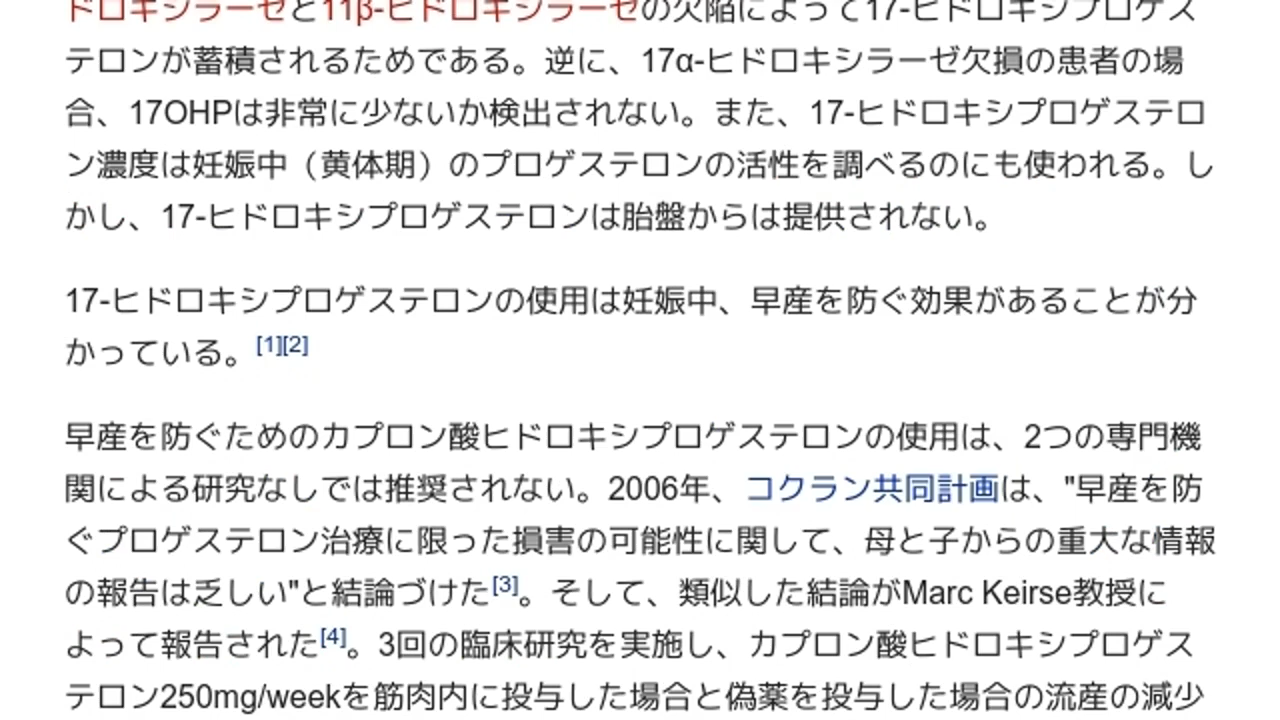 ドロキシラーゼと11β-ヒドロキシラーゼの欠陥によって17-ヒドロキシプロゲス
テロンが蓄積されるためである。逆に、17α-ヒドロキシラーゼ欠損の患者の場
合、17OHPは非常に少ないか検出されない。また、17-ヒドロキシプロゲステロ
ン濃度は妊娠中（黄体期）のプロゲステロンの活性を調べるのにも使われる。し
かし、17-ヒドロキシプロゲステロンは胎盤からは提供されない。
17-ヒドロキシプロゲステロンの使用は妊娠中、早産を防ぐ効果があることが分
かっている。[1][2]
早産を防ぐためのカプロン酸ヒドロキシプロゲステロンの使用は、2つの専門機
関による研究なしでは推奨されない。2006年、コクラン共同計画は、"早産を防
ぐプロゲステロン治療に限った損害の可能性に関して、母と子からの重大な情報
の報告は乏しい"と結論づけた[3]。そして、類似した結論がMarc Keirse教授に
よって報告された[4]。3回の臨床研究を実施し、カプロン酸ヒドロキシプロゲス
テロン250mg/weekを筋肉内に投与した場合と偽薬を投与した場合の流産の減少